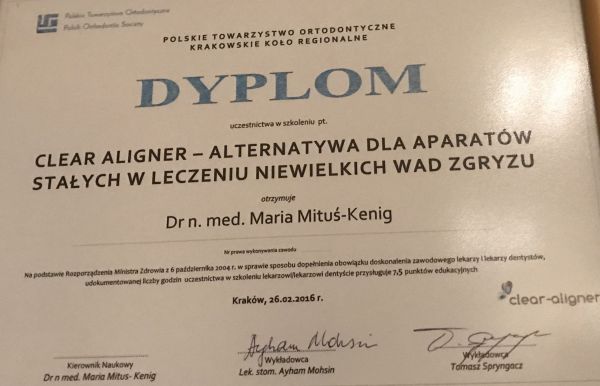 Polskie Towarzystwo Ortodontyczne
Polish Orthodontic Society
POLSKIE TOWARZYSTWO ORTODONTYCZNE
KRAKOWSKIE KOŁO REGIONALNE
DYPLOM
uczestnictwa w szkoleniu pt.
CLEAR ALIGNER – ALTERNATYWA DLA APARATÓW
STAŁYCH W LECZENIU NIEWIELKICH WAD ZGRYZU
otrzymuje
Dr n. med. Maria Mituś-Kenig
Nr prawa wykonywania zawodu
Na podstawie Rozporządzenia Ministra Zdrowia z 6 października 2004 r. w sprawie sposobu dopełnienia obowiązku doskonalenia zawodowego lekarzy i lekarzy dentystów,
udokumentowanej liczby godzin uczestnictwa w szkoleniu lekarzowi/lekarzowi dentyście przysługuje 7,5 punktów edukacyjnych
clear-aligner
Kraków, 26.02.2016 r.
Ayham Mohsin
Kierownik Naukowy
Dr n med. Maria Mitus- Kenig
Wykładowca
Lek. stom. Ayham Mohsin
Wykładowca
Tomasz Spryngacz